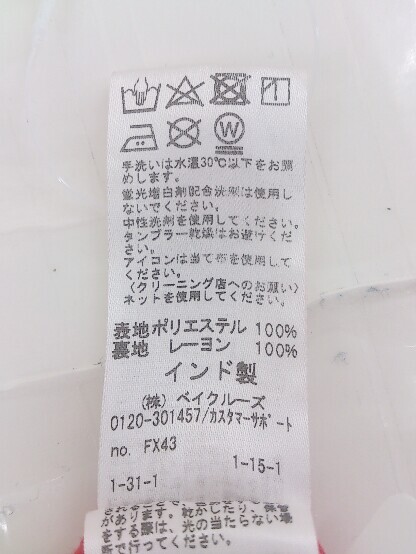 W
手洗いは水温30℃以下をお薦
めします。
蛍光増白剤配合洗剤は使用し
ないでください。
中性洗剤を使用してください。
タンブラー乾燥はお避けくだ
さい。
アイロンは当て布を使用して
ください。
〈クリーニング店へのお願い〉
ネットを使用してください。
表地 ポリエステル 100%
裏地 レーヨン 100%
インド製
(株) ベイクルーズ
0120-301457/カスタマーサポート
no. FX43
1-15-1
1-31-1
があります。乾かしたり、保管
をする際は、光の当たらない場
所で行ってください。